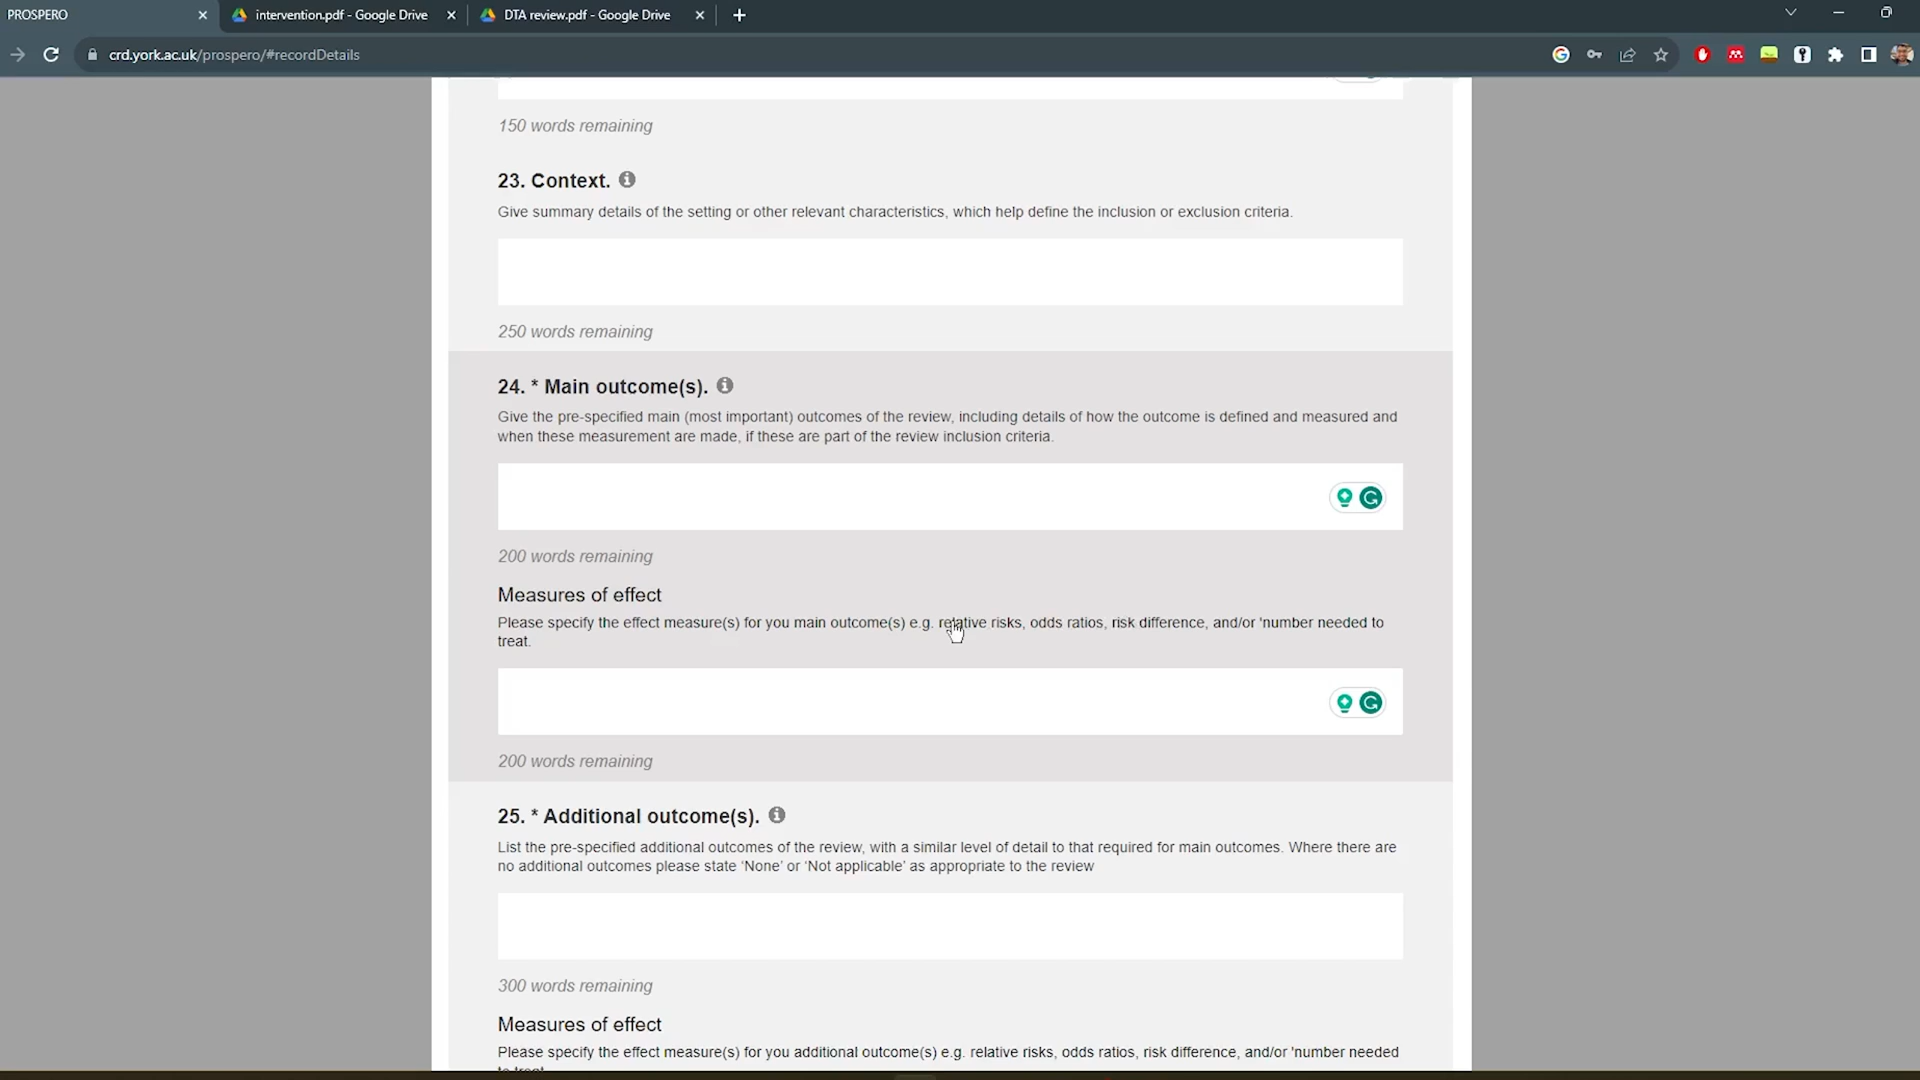 PROSPERO
intervention.pdf - Google Drive
DTA review.pdf - Google Drive
crd.york.ac.uk/prospero/#recordDetails
150 words remaining
23. Context.
Give summary details of the setting or other relevant characteristics, which help define the inclusion or exclusion criteria.
250 words remaining
24. * Main outcome(s).
Give the pre-specified main (most important) outcomes of the review, including details of how the outcome is defined and measured and
when these measurement are made, if these are part of the review inclusion criteria.
200 words remaining
Measures of effect
Please specify the effect measure(s) for you main outcome(s) e.g. relative risks, odds ratios, risk difference, and/or 'number needed to
treat.
200 words remaining
25. * Additional outcome(s).
List the pre-specified additional outcomes of the review, with a similar level of detail to that required for main outcomes. Where there are
no additional outcomes please state ‘None’ or ‘Not applicable’ as appropriate to the review
300 words remaining
Measures of effect
Please specify the effect measure(s) for you additional outcome(s) e.g. relative risks, odds ratios, risk difference, and/or 'number needed